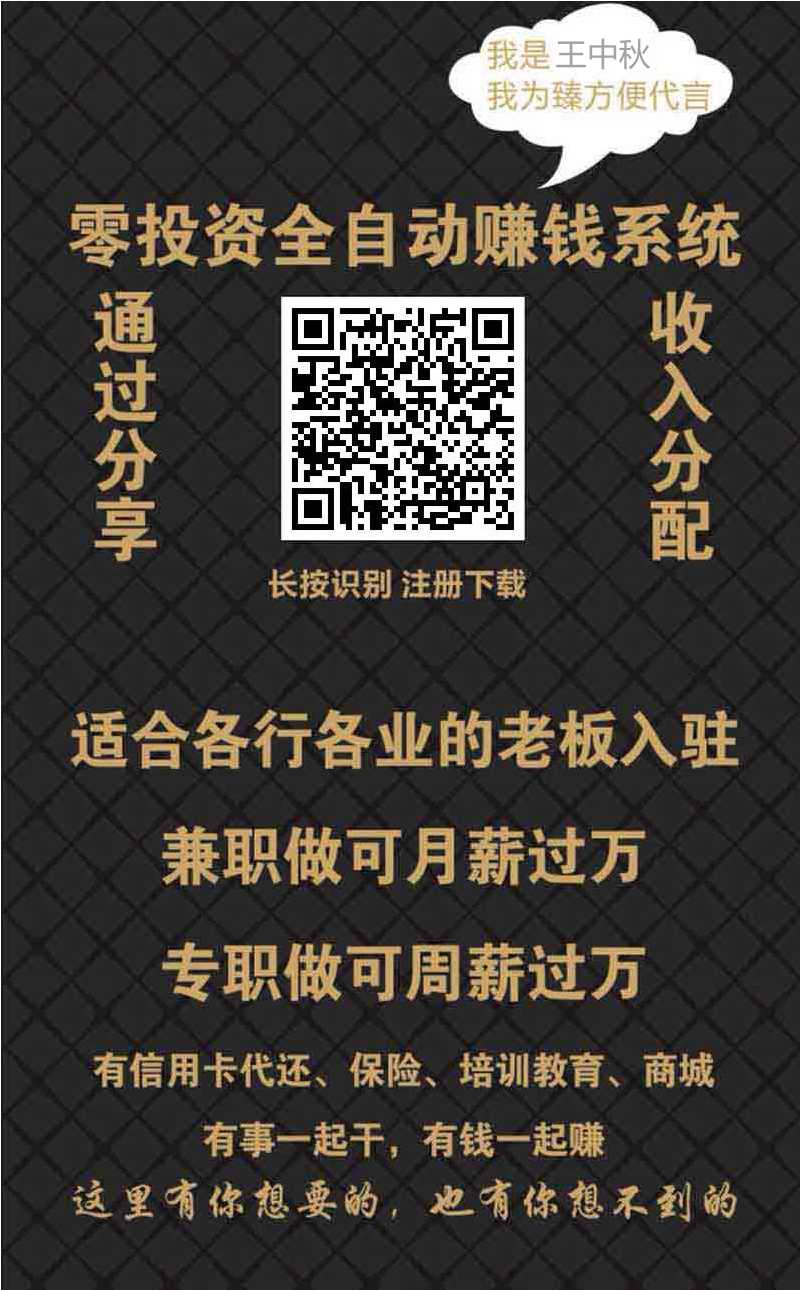 我是 王中秋
我为臻方便代言
零投资全自动赚钱系统
通过分享
收入分配
长按识别 注册下载
适合各行各业的老板入驻
兼职做可月薪过万
专职做可周薪过万
有信用卡代还、保险、培训教育、商城
有事一起干，有钱一起赚
这里有你想要的，也有你想不到的